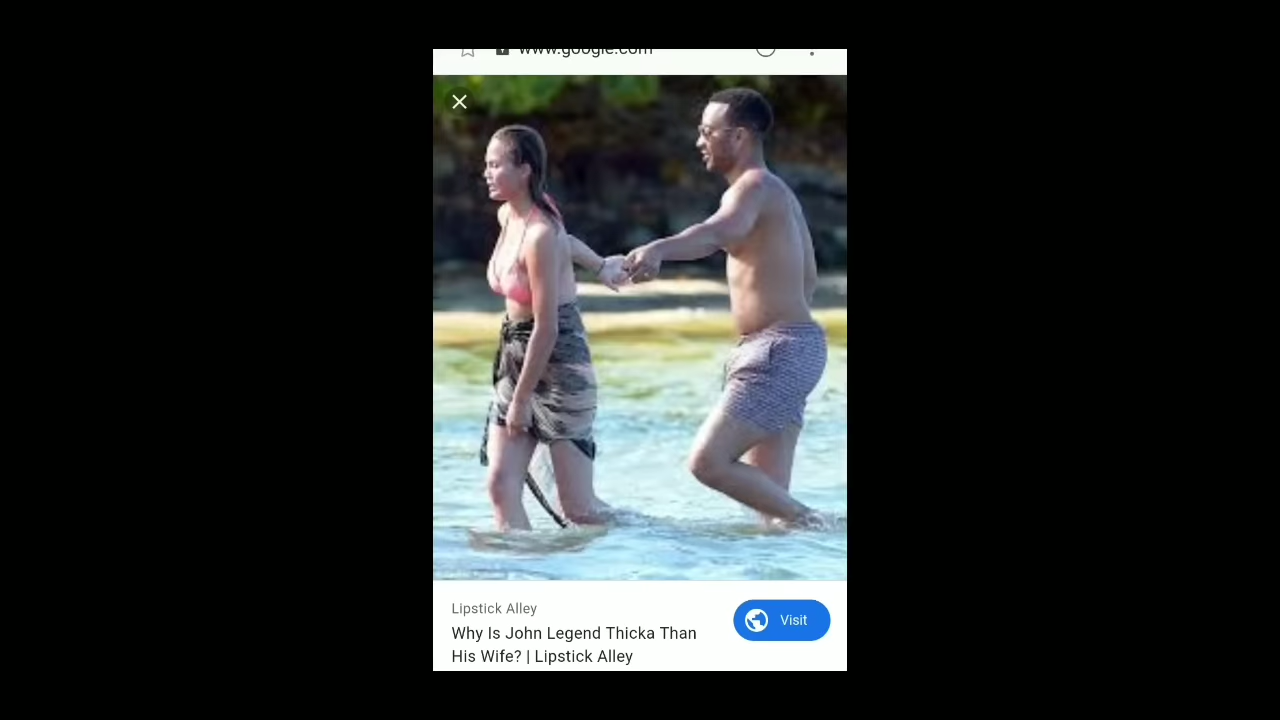 www.google.com
Lipstick Alley
Why Is John Legend Thicka Than
His Wife? | Lipstick Alley
Visit